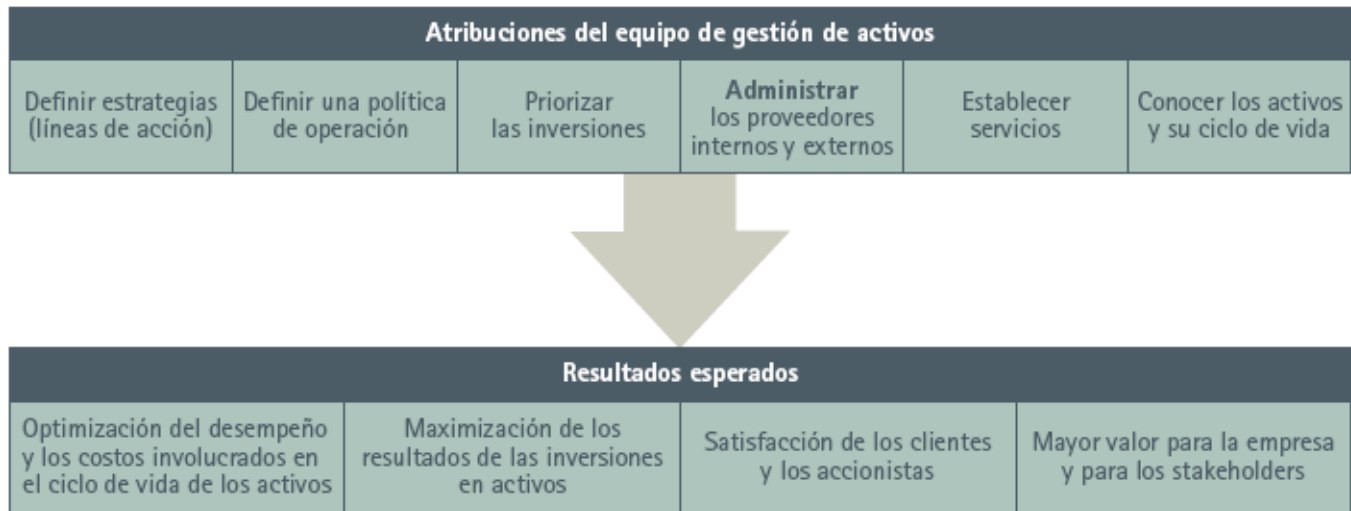 Atribuciones del equipo de gestión de activos
Definir estrategias
(líneas de acción)
Definir una política
de operación
Priorizar
las inversiones
Administrar
los proveedores
internos y externos
Establecer
servicios
Conocer los activos
y su ciclo de vida
Resultados esperados
Optimización del desempeño
y los costos involucrados en
el ciclo de vida de los activos
Maximización de los
resultados de las inversiones
en activos
Satisfacción de los clientes
y los accionistas
Mayor valor para la empresa
y para los stakeholders